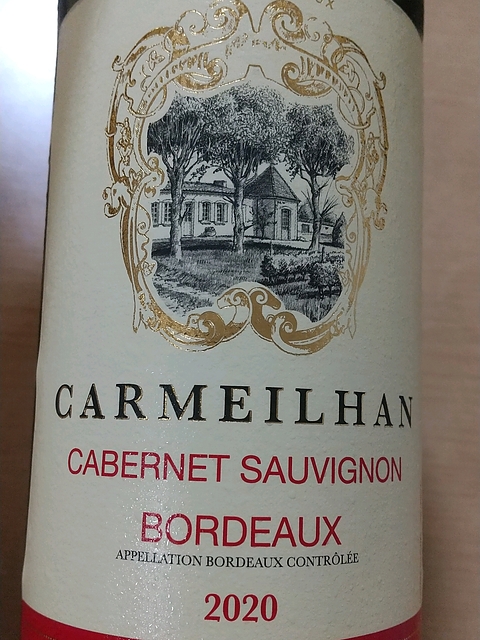 CARMEILHAN
CABERNET SAUVIGNON
BORDEAUX
APPELLATION BORDEAUX CONTRÔLÉE
2020